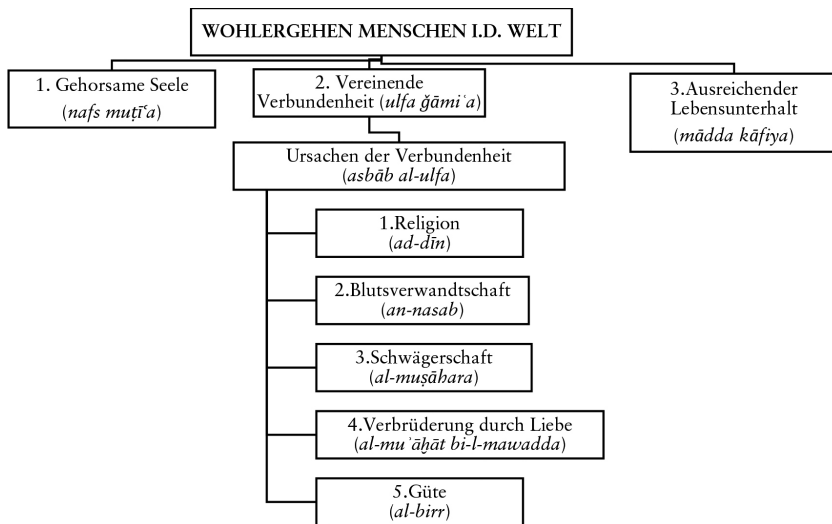 WOHLERGEHEN MENSCHEN I.D. WELT
1. Gehorsame Seele
(nafs muṭīʿa)
2. Vereinende
Verbundenheit (ulfa ǧāmiʿa)
3.Ausreichender
Lebensunterhalt
(mādda kāfiya)
Ursachen der Verbundenheit
(asbāb al-ulfa)
1.Religion
(ad-dīn)
2.Blutsverwandtschaft
(an-nasab)
3.Schwägerschaft
(al-muṣāhara)
4.Verbrüderung durch Liebe
(al-muʾāḫāt bi-l-mawadda)
5.Güte
(al-birr)